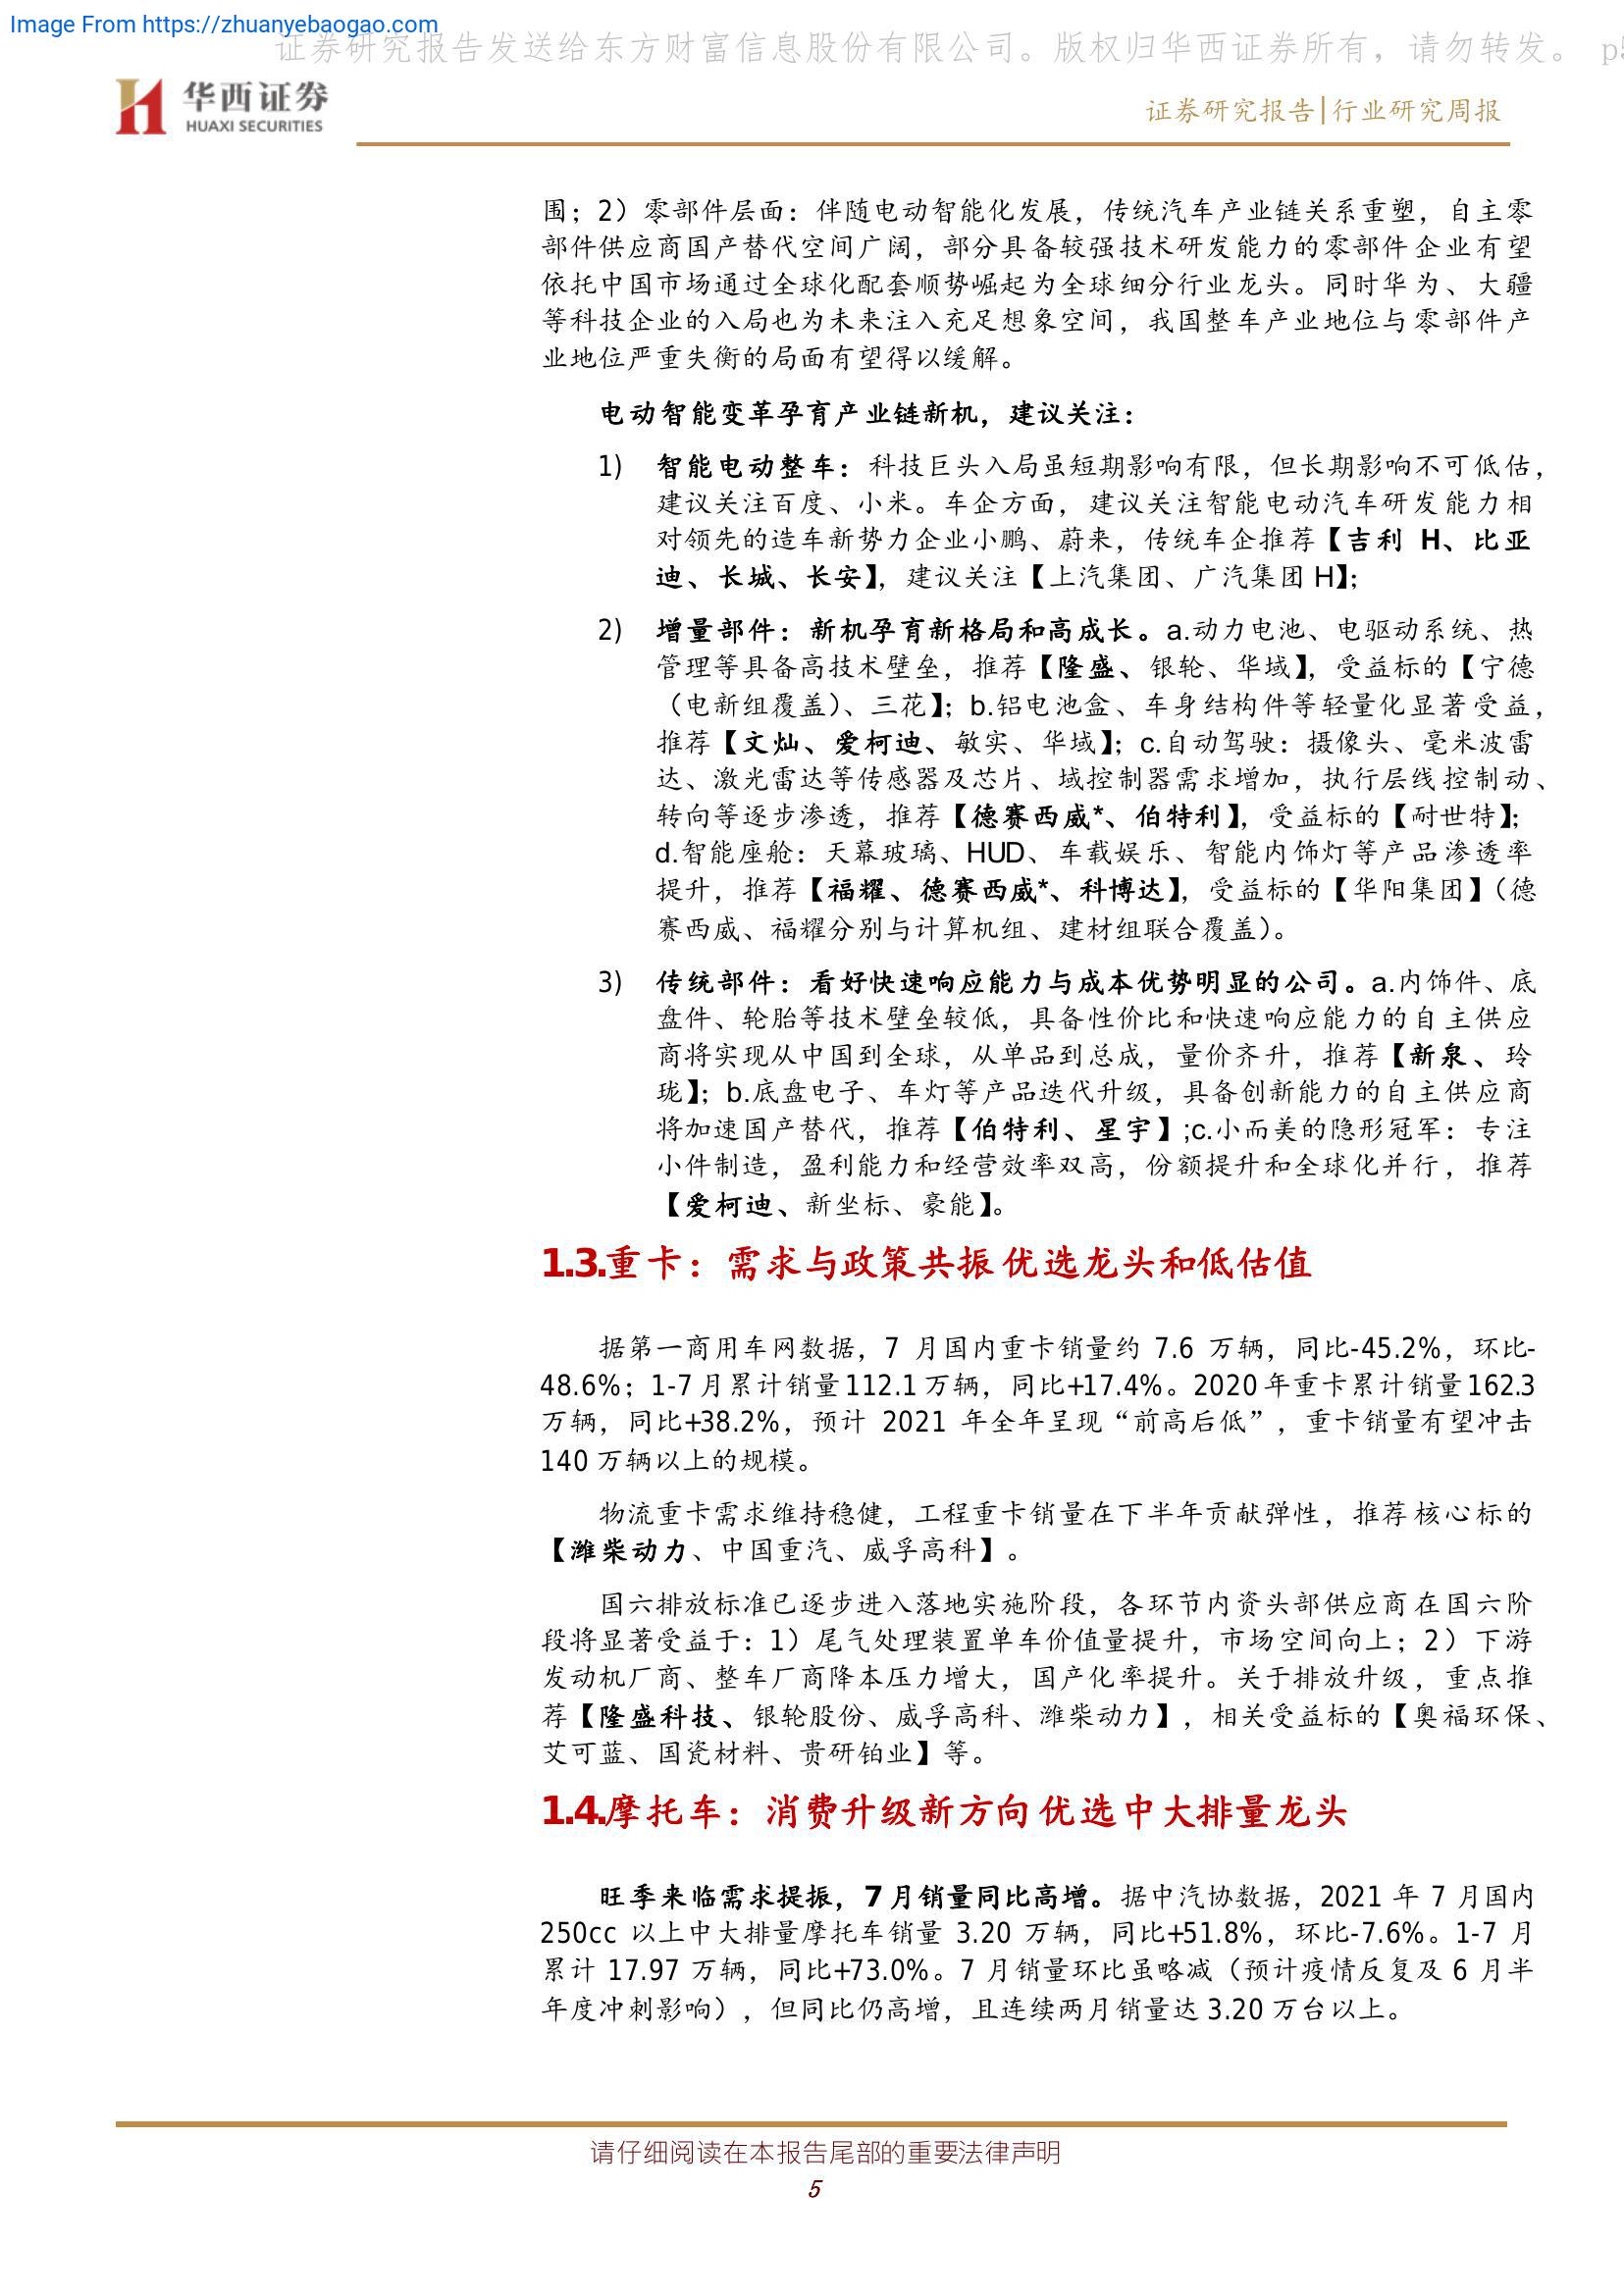 Image From https://zhuanyebaogao.com
证券研究报告发送给东方财富信息股份有限公司。版权归华西证券所有，请勿转发。 p5
华西证券
HUAXI SECURITIES
证券研究报告|行业研究周报
围；2）零部件层面：伴随电动智能化发展，传统汽车产业链关系重塑，自主零
部件供应商国产替代空间广阔，部分具备较强技术研发能力的零部件企业有望
依托中国市场通过全球化配套顺势崛起为全球细分行业龙头。同时华为、大疆
等科技企业的入局也为未来注入充足想象空间，我国整车产业地位与零部件产
业地位严重失衡的局面有望得以缓解。
电动智能变革孕育产业链新机，建议关注：
1) 智能电动整车：科技巨头入局虽短期影响有限，但长期影响不可低估，
建议关注百度、小米。车企方面，建议关注智能电动汽车研发能力相
对领先的造车新势力企业小鹏、蔚来，传统车企推荐【吉利 H、比亚
迪、长城、长安】，建议关注【上汽集团、广汽集团 H】；
2) 增量部件：新机孕育新格局和高成长。a.动力电池、电驱动系统、热
管理等具备高技术壁垒，推荐【隆盛、银轮、华域】，受益标的【宁德
（电新组覆盖）、三花】；b.铝电池盒、车身结构件等轻量化显著受益，
推荐【文灿、爱柯迪、敏实、华域】；c.自动驾驶：摄像头、毫米波雷
达、激光雷达等传感器及芯片、域控制器需求增加，执行层线控制动、
转向等逐步渗透，推荐【德赛西威*、伯特利】，受益标的【耐世特】；
d.智能座舱：天幕玻璃、HUD、车载娱乐、智能内饰灯等产品渗透率
提升，推荐【福耀、德赛西威*、科博达】，受益标的【华阳集团】（德
赛西威、福耀分别与计算机组、建材组联合覆盖）。
3) 传统部件：看好快速响应能力与成本优势明显的公司。a.内饰件、底
盘件、轮胎等技术壁垒较低，具备性价比和快速响应能力的自主供应
商将实现从中国到全球，从单品到总成，量价齐升，推荐【新泉、玲
珑】；b.底盘电子、车灯等产品迭代升级，具备创新能力的自主供应商
将加速国产替代，推荐【伯特利、星宇】;c.小而美的隐形冠军：专注
小件制造，盈利能力和经营效率双高，份额提升和全球化并行，推荐
【爱柯迪、新坐标、豪能】。
1.3.重卡：需求与政策共振 优选龙头和低估值
据第一商用车网数据，7 月国内重卡销量约 7.6 万辆，同比-45.2%，环比-
48.6%；1-7 月累计销量 112.1 万辆，同比+17.4%。2020 年重卡累计销量 162.3
万辆，同比+38.2%，预计 2021 年全年呈现“前高后低”，重卡销量有望冲击
140 万辆以上的规模。
物流重卡需求维持稳健，工程重卡销量在下半年贡献弹性，推荐核心标的
【潍柴动力、中国重汽、威孚高科】。
国六排放标准已逐步进入落地实施阶段，各环节内资头部供应商在国六阶
段将显著受益于：1）尾气处理装置单车价值量提升，市场空间向上；2）下游
发动机厂商、整车厂商降本压力增大，国产化率提升。关于排放升级，重点推
荐【隆盛科技、银轮股份、威孚高科、潍柴动力】，相关受益标的【奥福环保、
艾可蓝、国瓷材料、贵研铂业】等。
1.4.摩托车：消费升级新方向 优选中大排量龙头
旺季来临需求提振，7 月销量同比高增。据中汽协数据，2021 年 7 月国内
250cc 以上中大排量摩托车销量 3.20 万辆，同比+51.8%，环比-7.6%。1-7 月
累计 17.97 万辆，同比+73.0%。7 月销量环比虽略减（预计疫情反复及 6 月半
年度冲刺影响），但同比仍高增，且连续两月销量达 3.20 万台以上。
请仔细阅读在本报告尾部的重要法律声明
5